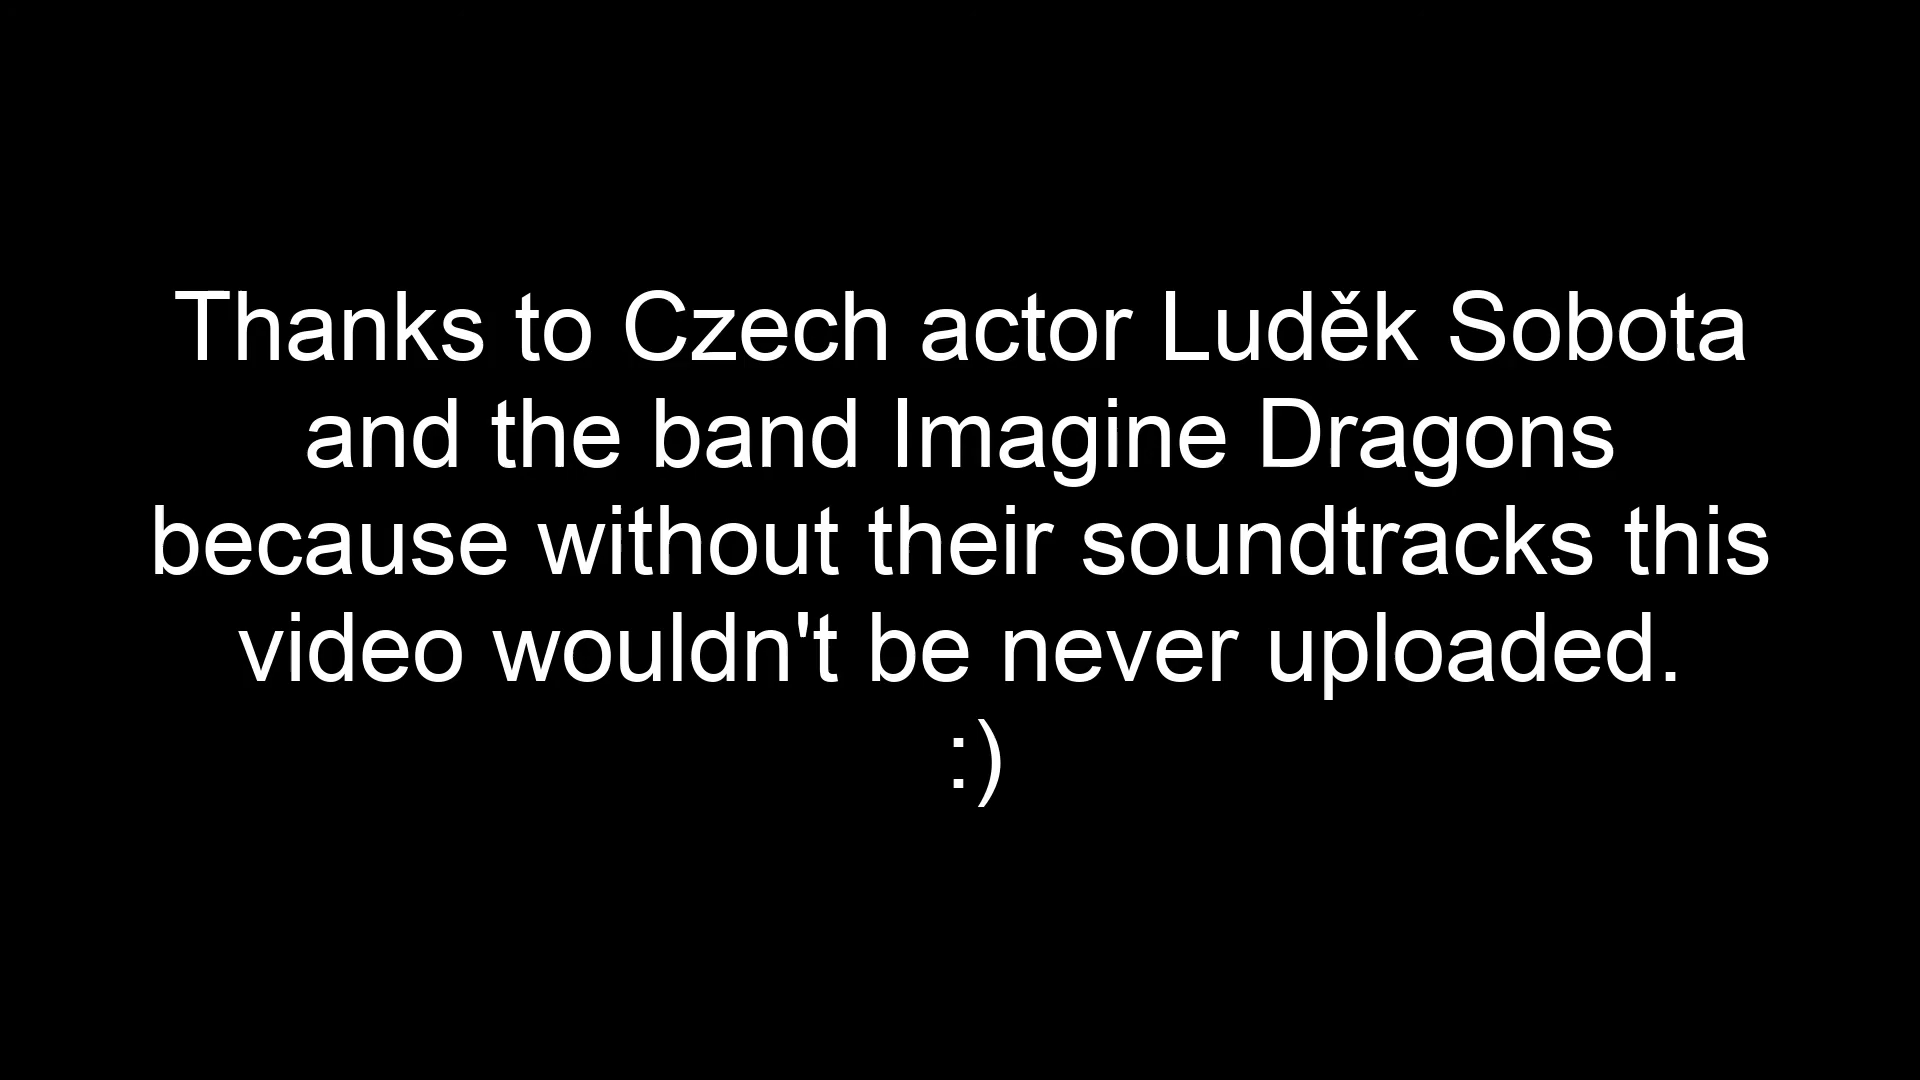 Thanks to Czech actor Luděk Sobota
and the band Imagine Dragons
because without their soundtracks this
video wouldn't be never uploaded.
:)